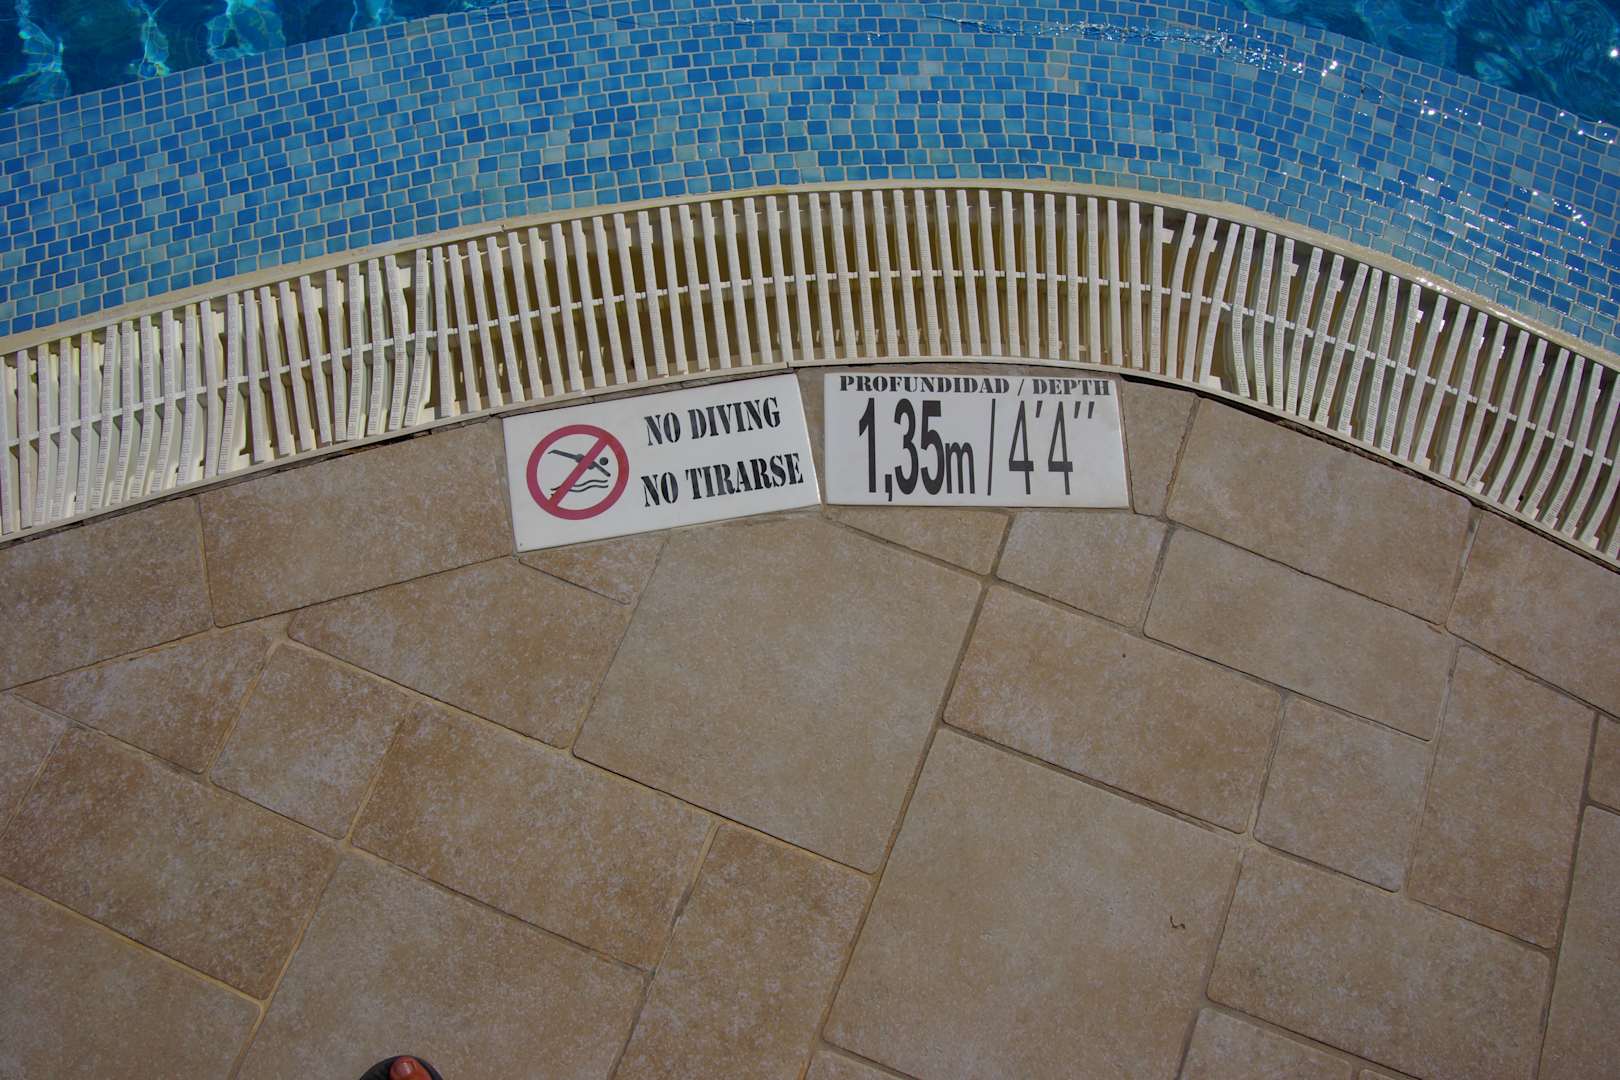 NO DIVING
NO TIRARSE
PROFUNDIDAD / DEPTH
1,35m / 4'4''